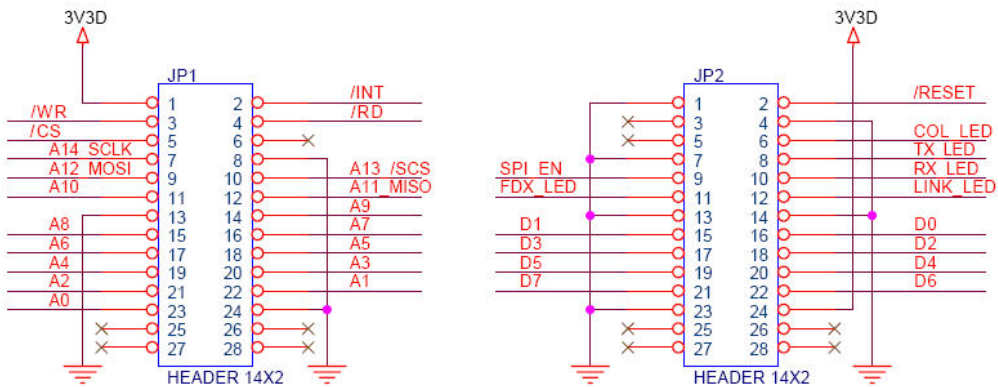 3V3D 3V3D
JP1 JP2
/INT /RESET
1 2 1 2
/WR /RD
3 4 3 4
/CS COL_LED
5 6 5 6
A14_SCLK TX_LED
7 8 7 8
A12_MOSI A13_/SCS SPI_EN RX_LED
9 10 9 10
A10 A11_MISO FDX_LED LINK_LED
11 12 11 12
A9
13 14 13 14
A8 A7 D1 D0
15 16 15 16
A6 A5 D3 D2
17 18 17 18
A4 A3 D5 D4
19 20 19 20
A2 A1 D7 D6
21 22 21 22
A0
23 24 23 24
25 26 25 26
27 28 27 28
HEADER 14X2 HEADER 14X2